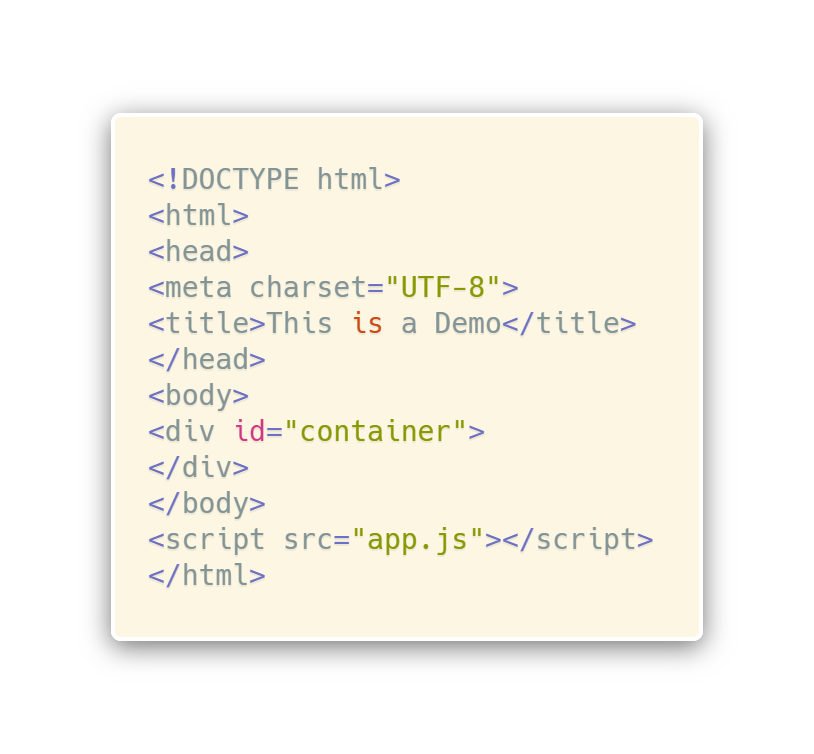 <!DOCTYPE html>
<html>
<head>
<meta charset="UTF-8">
<title>This is a Demo</title>
</head>
<body>
<div id="container">
</div>
</body>
<script src="app.js"></script>
</html>